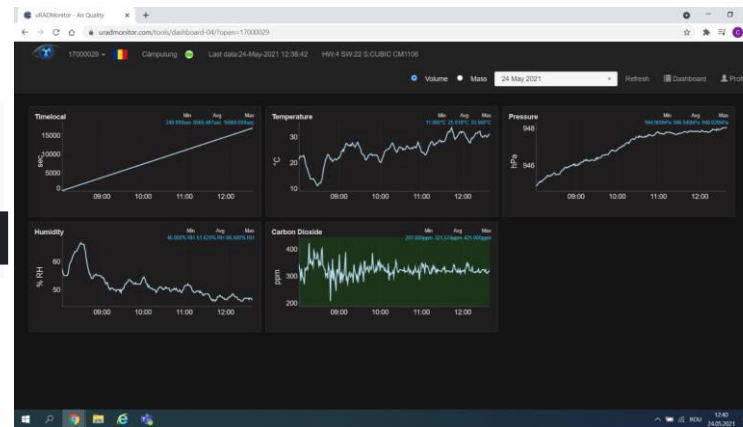 uRADMonitor - Air Quality
uradmonitor.com/tools/dashboard-04/?open=17000029
17000029 Câmpulung Last data:24-May-2021 12:38:42 HW:4 SW:22 S:CUBIC CM1106
Volume Mass 24 May 2021 Refresh Dashboard
Timelocal Min Avg Max
15000
10000
5000
0
sec
09:00 10:00 11:00 12:00
Temperature Min Avg Max
30
20
10
°C
09:00 10:00 11:00 12:00
Pressure Min Avg Max
948
946
hPa
09:00 10:00 11:00 12:00
Humidity Min Avg Max
60
50
% RH
09:00 10:00 11:00 12:00
Carbon Dioxide Min Avg Max
400
300
200
ppm
09:00 10:00 11:00 12:00
ROU 12:40
24.05.2021